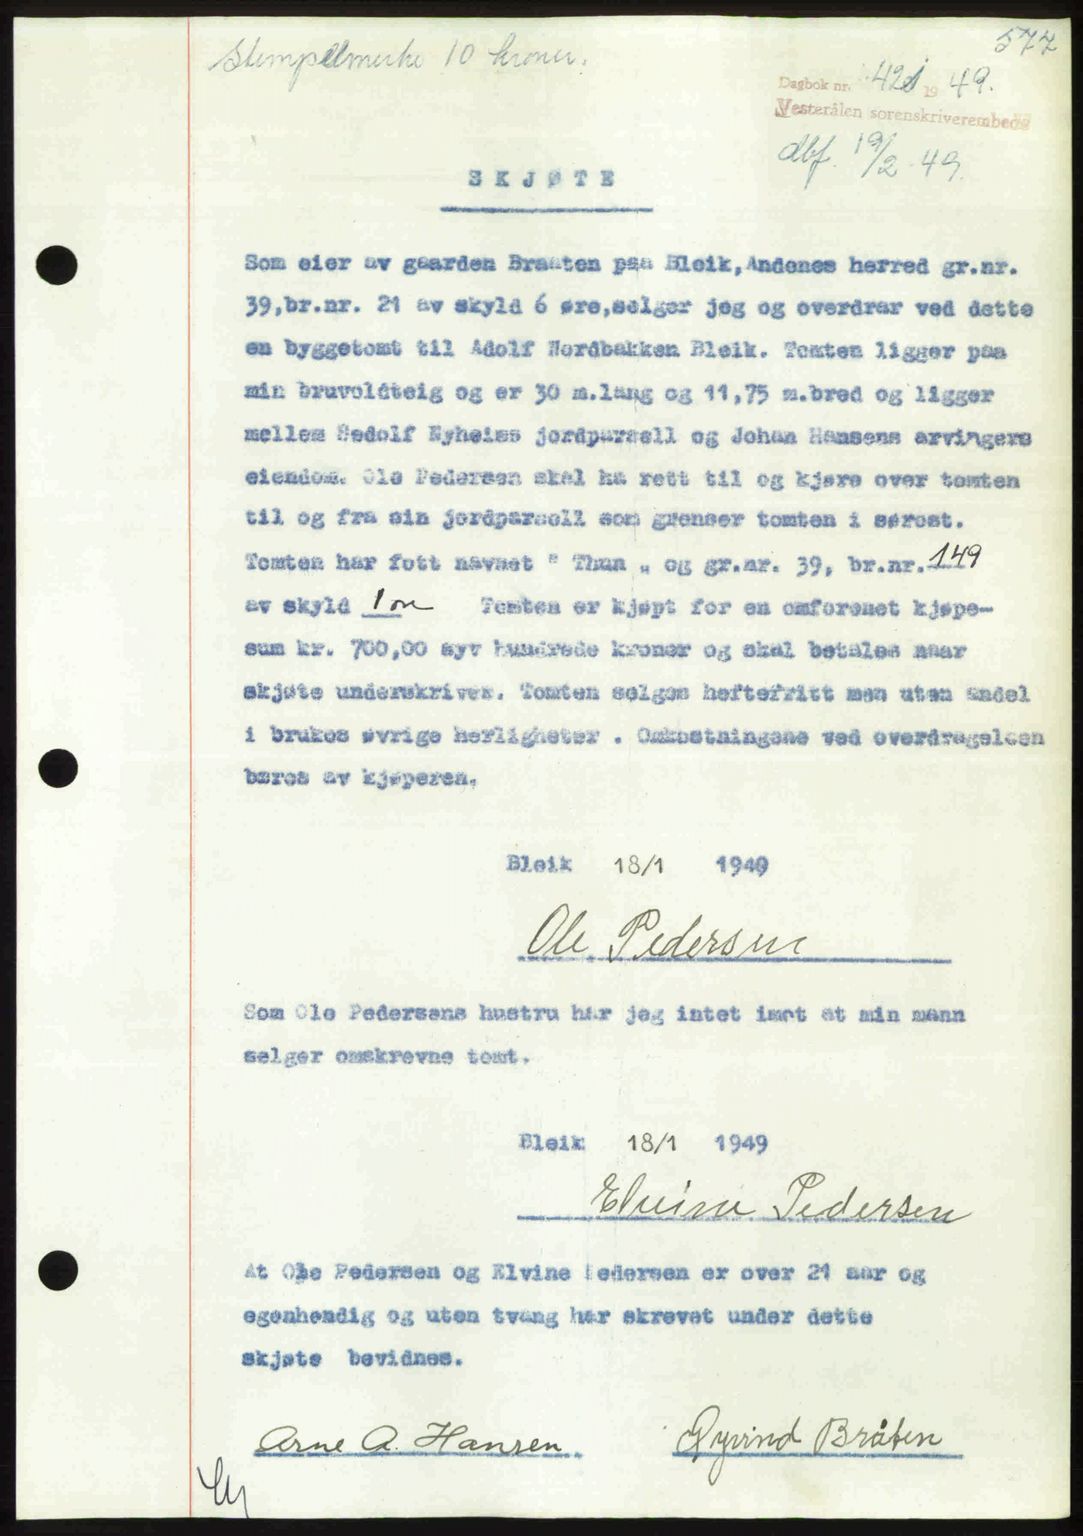 577
Stempelmerke 10 kroner.
Dagbok nr. 421 1949.
Vesterålen sorenskriverembede
dbf. 19/2-49.
SKJØTE
Som eier av gaarden Braaten paa Bleik,Andenes herred gr.nr.
39,br.nr. 21 av skyld 6 øre,selger jeg og overdrar ved dette
en byggetomt til Adolf Nordbakken Bleik. Tomten ligger paa
min bruvoldteig og er 30 m.lang og 11,75 m.bred og ligger
mellem Sedolf Nyheims jordparsell og Johan Hansens arvingers
eiendom. Ole Pedersen skal ha rett til og kjøre over tomten
til og fra sin jordparsell som grenser tomten i sørost.
Tomten har fott navnet " Thun „ og gr.nr. 39, br.nr. 149
av skyld 1 øre Tomten er kjøpt for en omforenet kjøpe-
sum kr. 700,00 syv hundrede kroner og skal betales naar
skjøte underskrives. Tomten selges heftefritt men uten andel
i brukes øvrige herligheter . Omkostningene ved overdragelsen
bæres av kjøperen.
Bleik 18/1 1949
Ole Pedersen
Som Ole Pedersens hustru har jeg intet imot at min mann
selger omskrevne tomt.
Bleik 18/1 1949
Elvine Pedersen
At Ole Pedersen og Elvine Pedersen er over 21 aar og
egenhendig og uten tvang har skrevet under dette
skjøte bevidnes.
Arne A. Hansen Øyvind Bråten